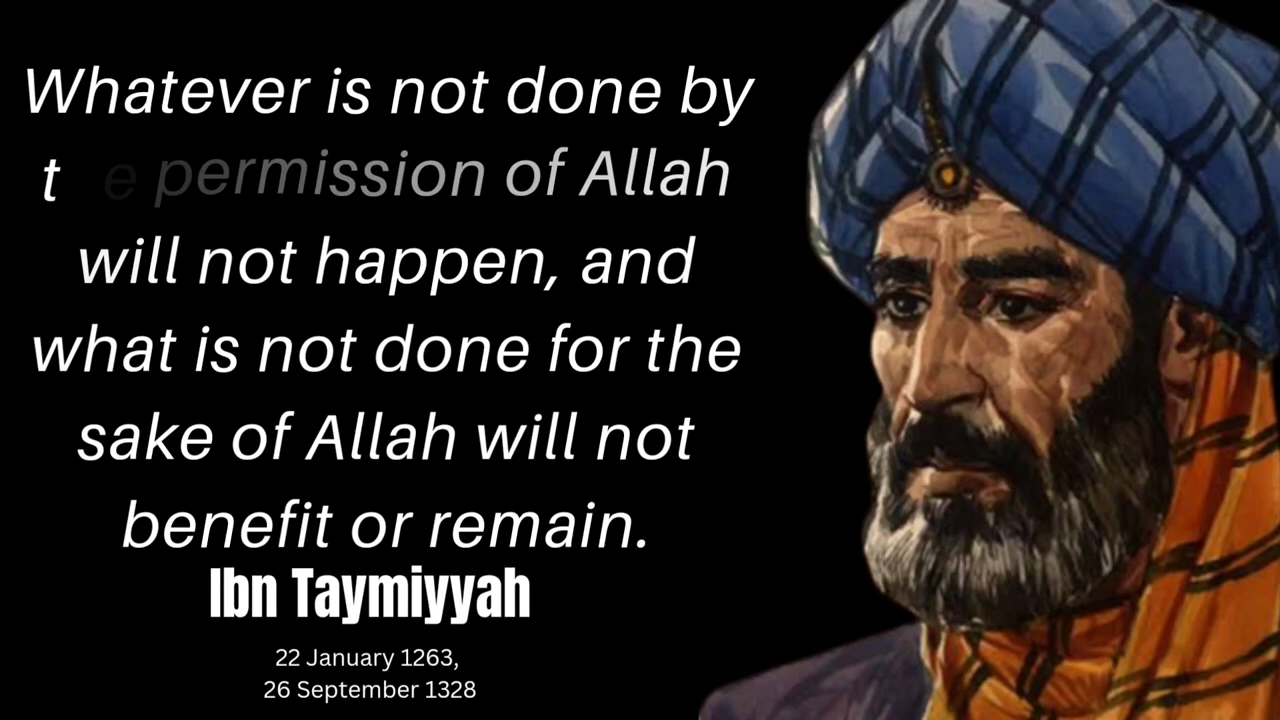 Whatever is not done by
t e permission of Allah
will not happen, and
what is not done for the
sake of Allah will not
benefit or remain.
Ibn Taymiyyah
22 January 1263,
26 September 1328